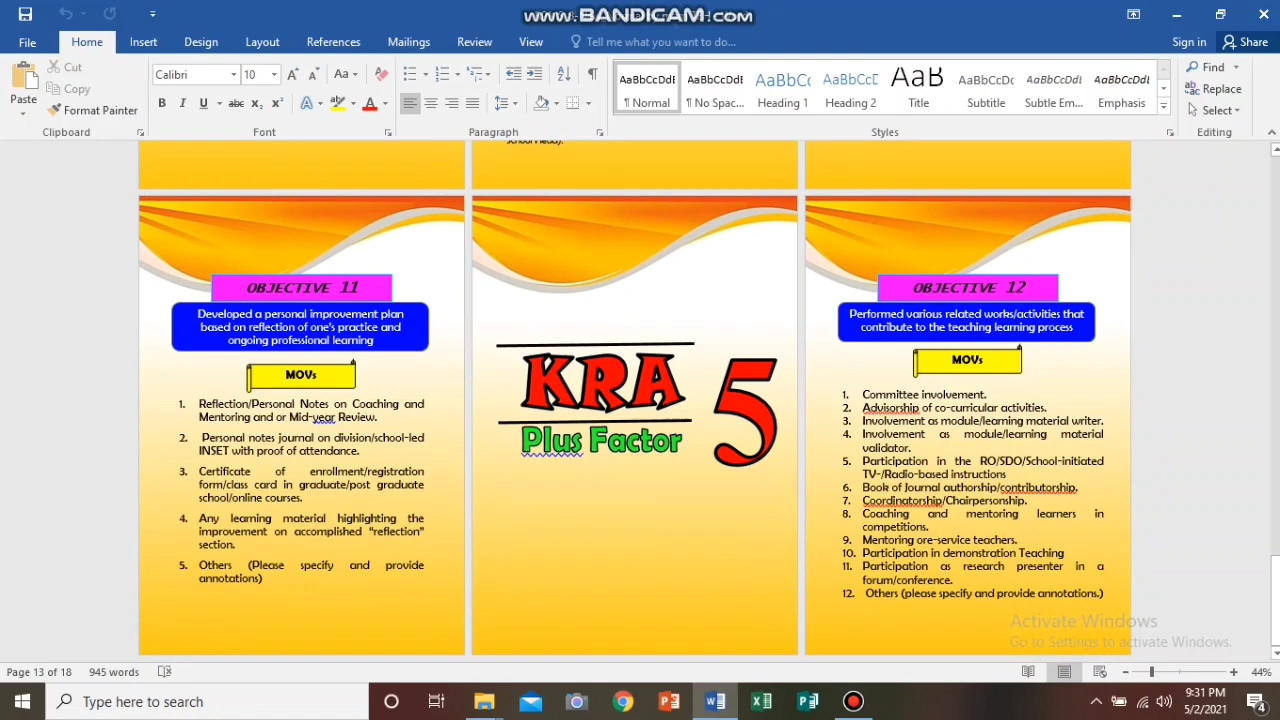 WWW.BANDICAM.COM
File Home Insert Design Layout References Mailings Review View Tell me what you want to do... Sign in Share
Cut
Copy
Paste
Format Painter
Calibri 10 Aa
B I U abc x₂ x² A A
AaBbCcDdE AaBbCcDdE AaBbCc AaBbCcD AaB AaBbCcDd AaBbCcDdI AaBbCcDdI
¶ Normal ¶ No Spac... Heading 1 Heading 2 Title Subtitle Subtle Em... Emphasis
Find
Replace
Select
Clipboard Font Paragraph Styles Editing
School Head).
OBJECTIVE 11
Developed a personal improvement plan
based on reflection of one's practice and
ongoing professional learning
MOVs
1. Reflection/Personal Notes on Coaching and
Mentoring and or Mid-year Review.
2. Personal notes journal on division/school-led
INSET with proof of attendance.
3. Certificate of enrollment/registration
form/class card in graduate/post graduate
school/online courses.
4. Any learning material highlighting the
improvement on accomplished "reflection"
section.
5. Others (Please specify and provide
annotations)
KRA 5
Plus Factor
OBJECTIVE 12
Performed various related works/activities that
contribute to the teaching learning process
MOVs
1. Committee involvement.
2. Advisorship of co-curricular activities.
3. Involvement as module/learning material writer.
4. Involvement as module/learning material
validator.
5. Participation in the RO/SDO/School-initiated
TV-/Radio-based instructions
6. Book of Journal authorship/contributorship.
7. Coordinatorship/Chairpersonship.
8. Coaching and mentoring learners in
competitions.
9. Mentoring ore-service teachers.
10. Participation in demonstration Teaching
11. Participation as research presenter in a
forum/conference.
12. Others (please specify and provide annotations.)
Activate Windows
Go to Settings to activate Windows.
Page 13 of 18 945 words 44%
Type here to search
9:31 PM
5/2/2021
4